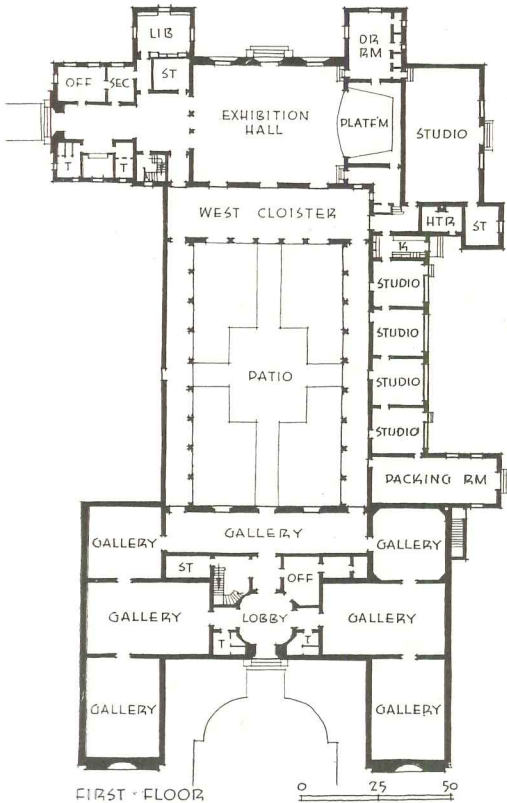 LIB
DR
RM
OFF
SEC
ST
EXHIBITION
HALL
PLATF'M
STUDIO
T
T
WEST CLOISTER
HTR
ST
K
STUDIO
STUDIO
PATIO
STUDIO
STUDIO
PACKING RM
GALLERY
GALLERY
GALLERY
ST
OFF
GALLERY
LOBBY
GALLERY
T
T
GALLERY
GALLERY
FIRST · FLOOR
0 25 50